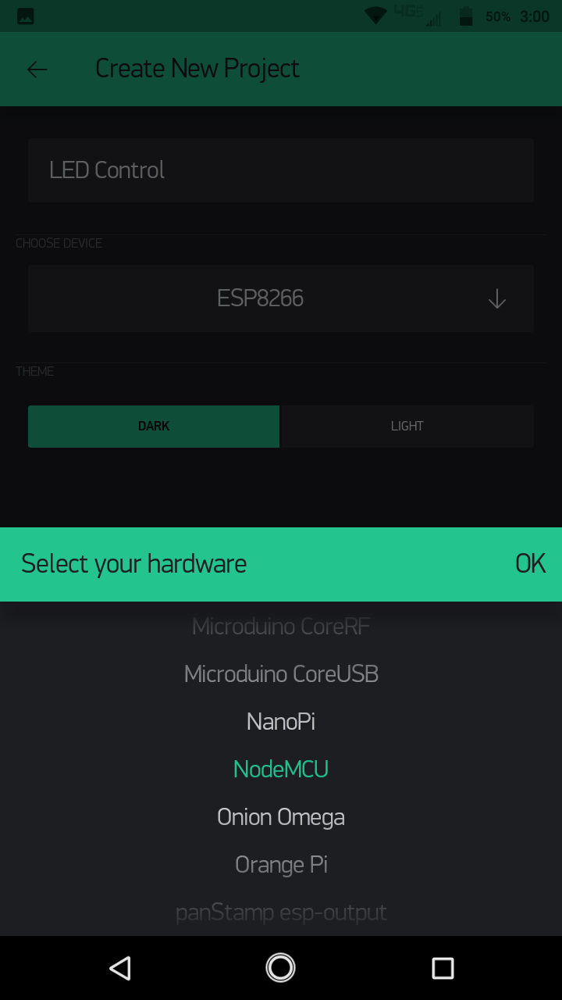 4G
50% 3:00
Create New Project
LED Control
CHOOSE DEVICE
ESP8266
THEME
DARK LIGHT
Select your hardware OK
Microduino CoreRF
Microduino CoreUSB
NanoPi
NodeMCU
Onion Omega
Orange Pi
panStamp esp-output